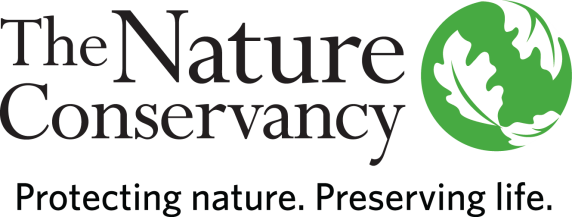 The Nature
Conservancy
Protecting nature. Preserving life.